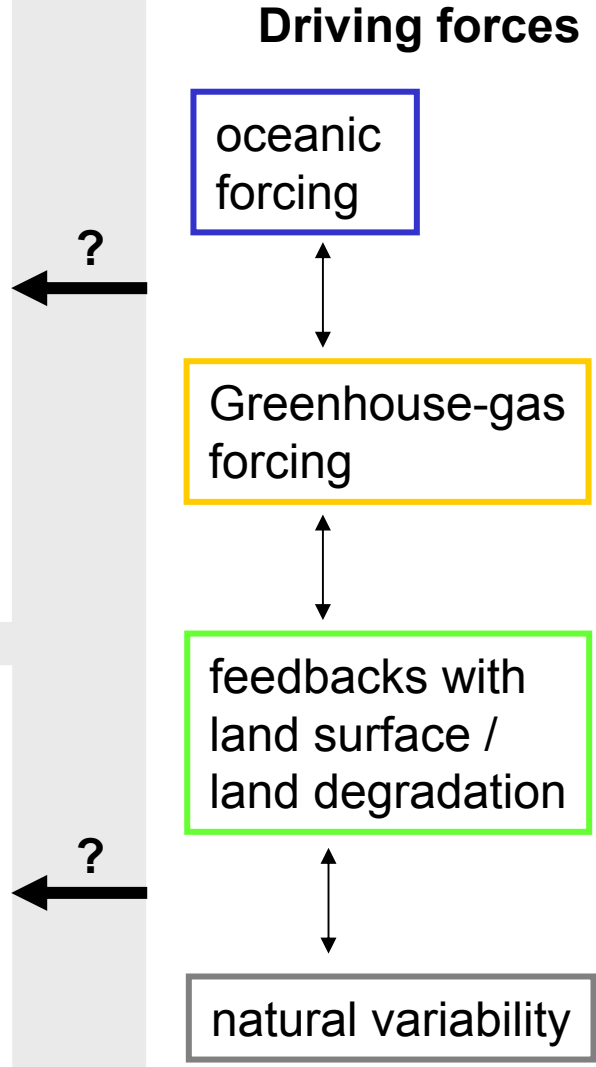 Driving forces
oceanic
forcing
?
Greenhouse-gas
forcing
feedbacks with
land surface /
land degradation
?
natural variability